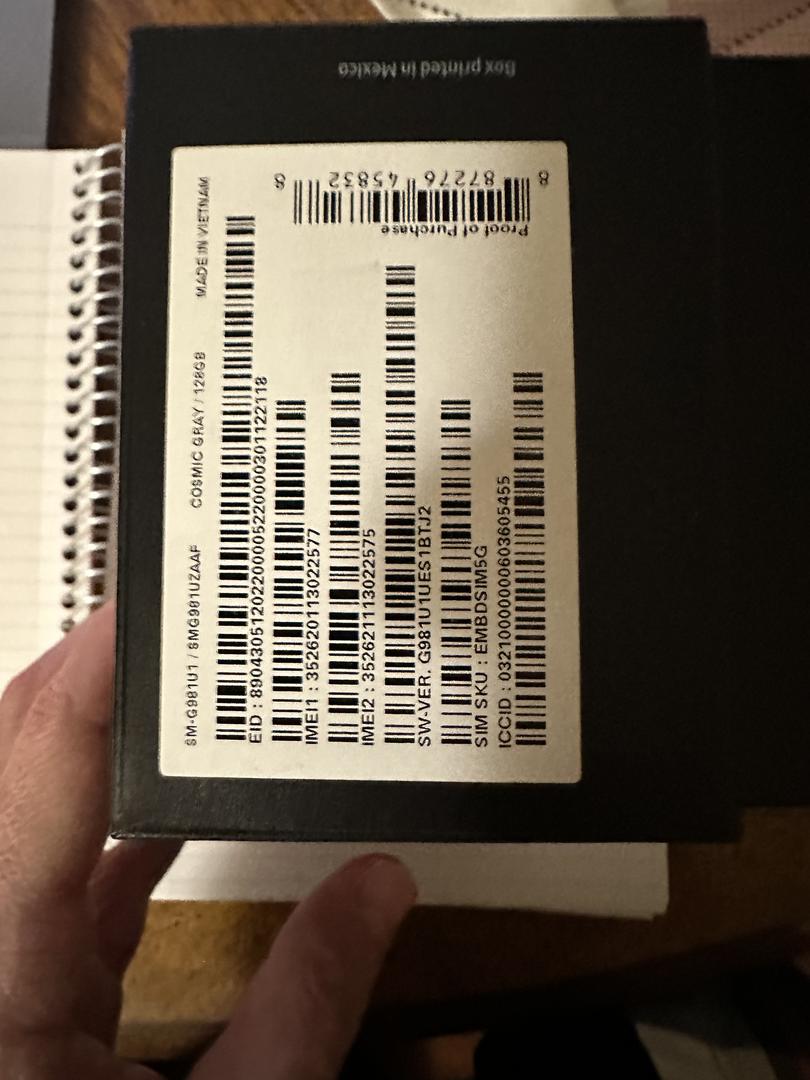 Box printed in Mexico
SM-G981U1 / SMG981UZAAF COSMIC GRAY / 128GB MADE IN VIETNAM
EID : 89043051202200005220000301122118
IMEI1 : 352620113022577
IMEI2 : 352621113022575
SW-VER. G981U1UES1BTJ2
SIM SKU : EMBDSIM5G
ICCID : 03210000000603605455
Proof of Purchase
8 87276 45832 8